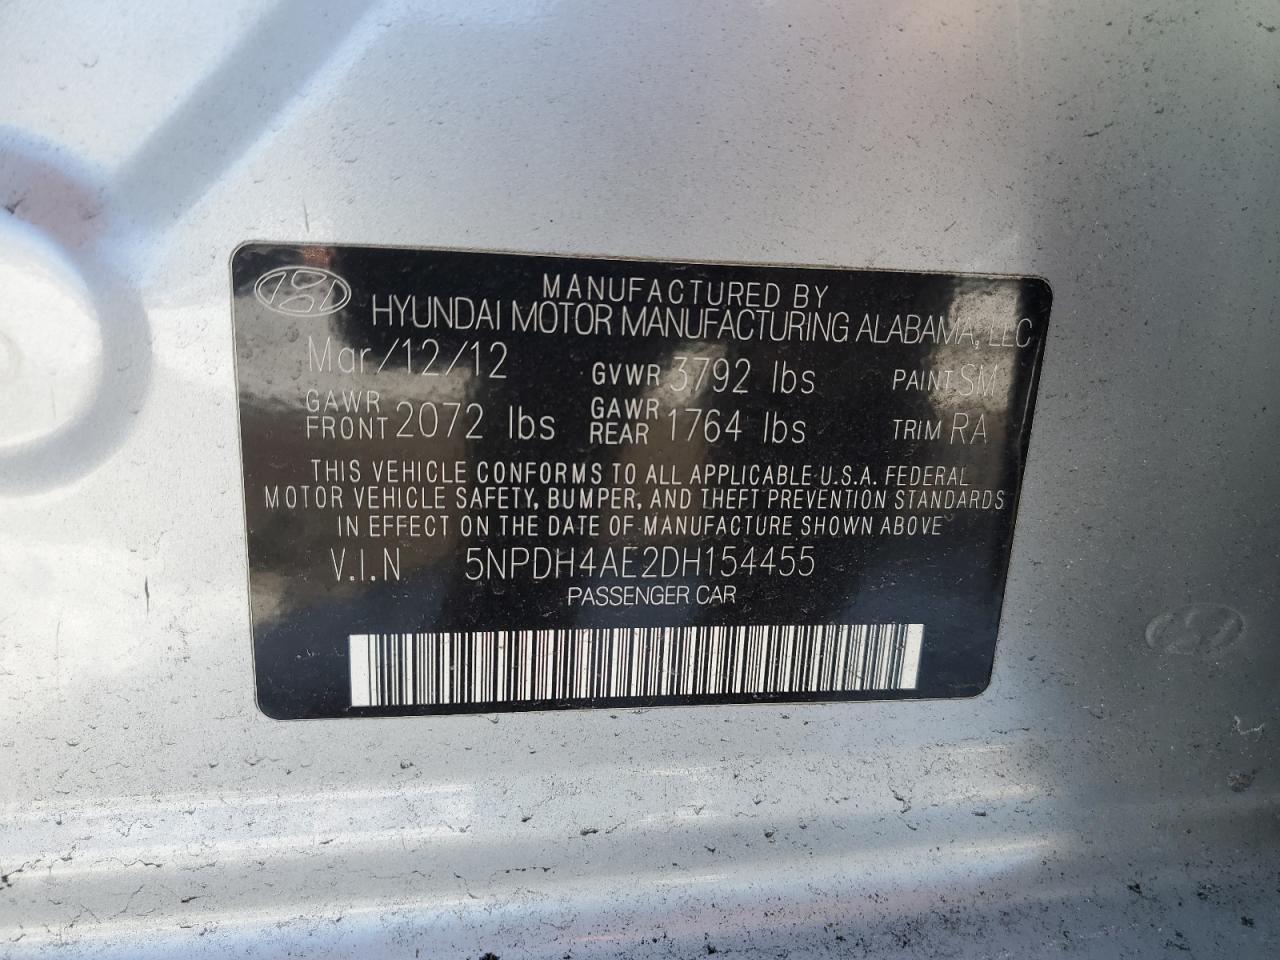 MANUFACTURED BY
HYUNDAI MOTOR MANUFACTURING ALABAMA, LLC
Mar/12/12 GVWR 3792 lbs PAINT SM
GAWR FRONT 2072 lbs GAWR REAR 1764 lbs TRIM RA
THIS VEHICLE CONFORMS TO ALL APPLICABLE U.S.A. FEDERAL
MOTOR VEHICLE SAFETY, BUMPER, AND THEFT PREVENTION STANDARDS
IN EFFECT ON THE DATE OF MANUFACTURE SHOWN ABOVE
V.I.N 5NPDH4AE2DH154455
PASSENGER CAR